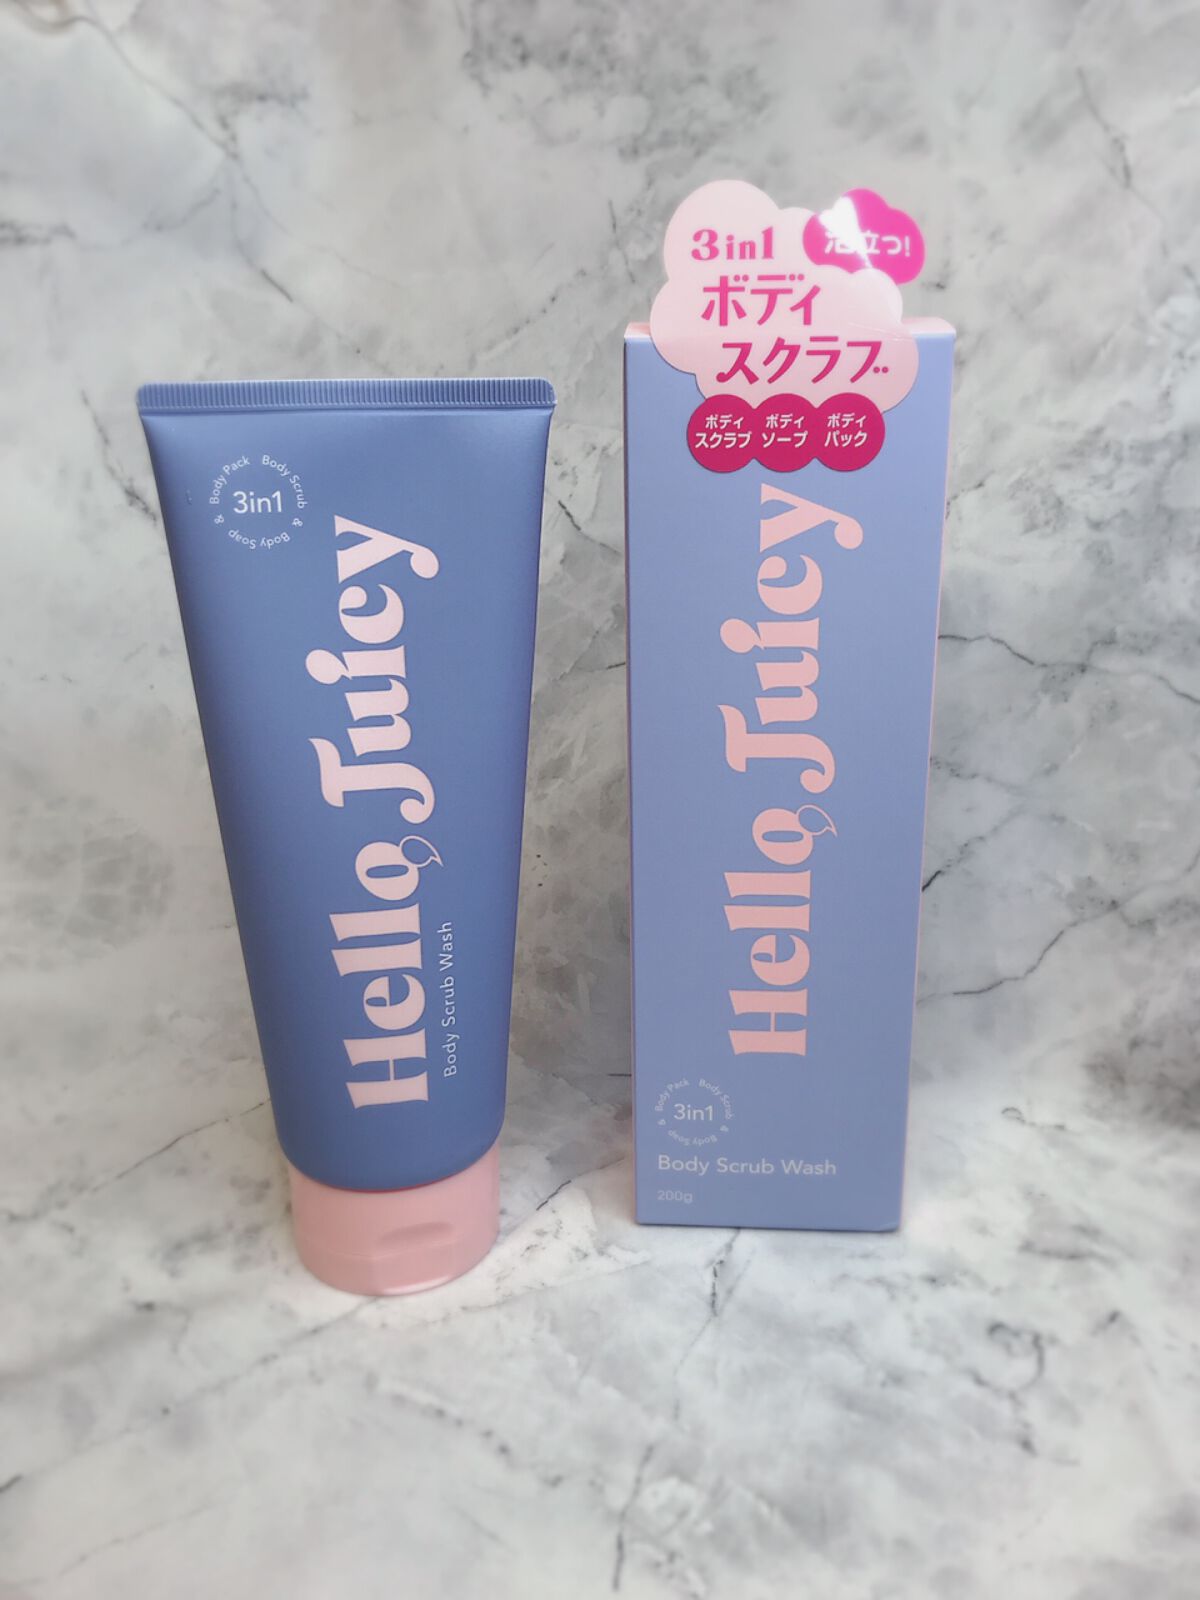 3in1
Body Pack
Body Scrub
&
Body Soap
&
Hello, Juicy
Body Scrub Wash
3in1
泡立つ!
ボディ
スクラブ
ボディ
スクラブ
ボディ
ソープ
ボディ
パック
Hello, Juicy
3in1
Body Pack
Body Scrub
&
Body Soap
&
Body Scrub Wash
200g